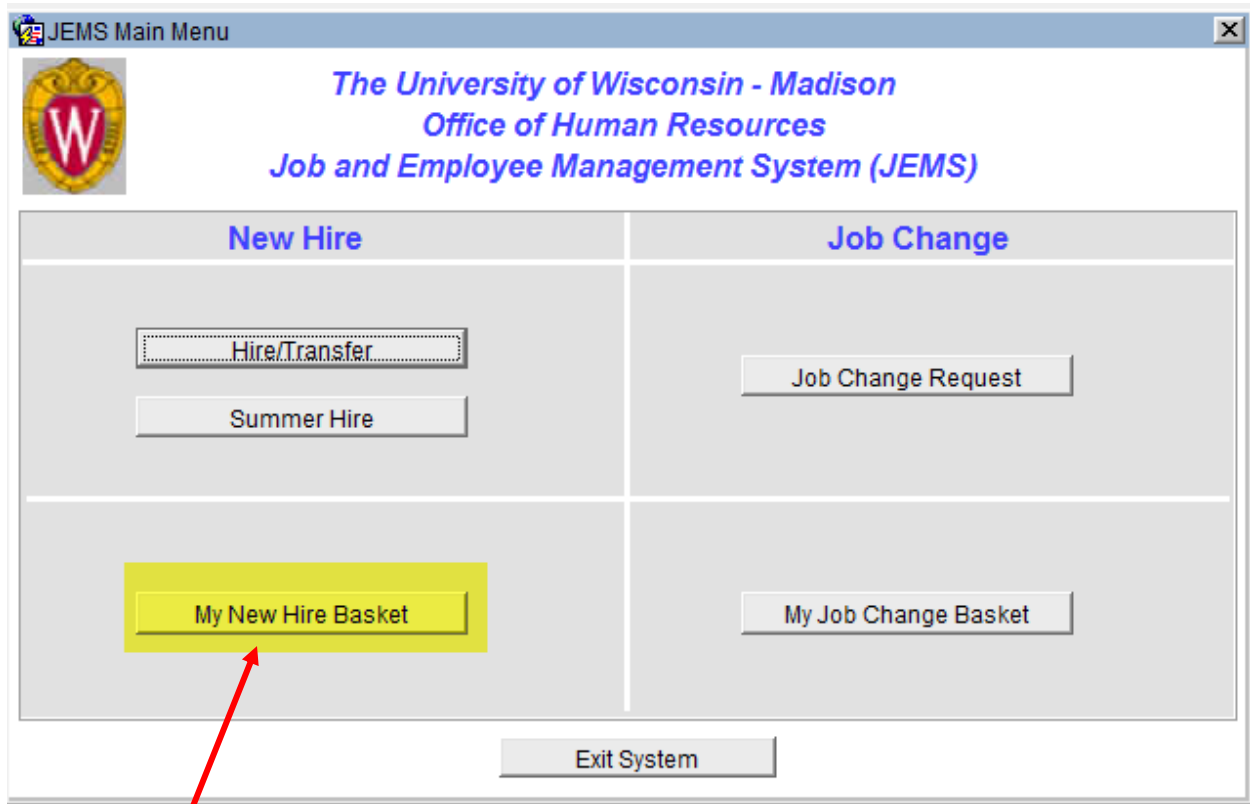 JEMS Main Menu
W
The University of Wisconsin - Madison
Office of Human Resources
Job and Employee Management System (JEMS)
New Hire
Job Change
Hire/Transfer
Summer Hire
Job Change Request
My New Hire Basket
My Job Change Basket
Exit System